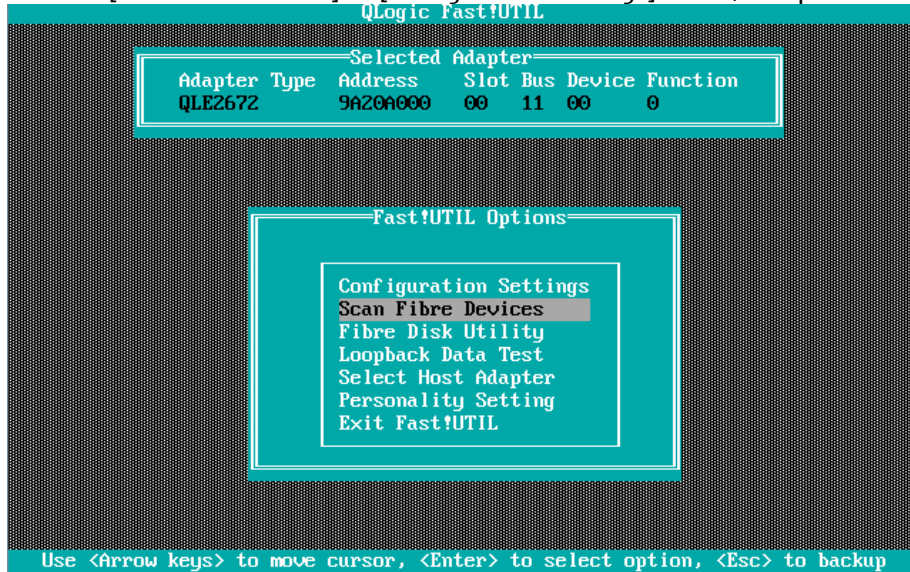 QLogic Fast!UTIL
Selected Adapter
Adapter Type Address Slot Bus Device Function
QLE2672 9A20A000 00 11 00 0
Fast!UTIL Options
Configuration Settings
Scan Fibre Devices
Fibre Disk Utility
Loopback Data Test
Select Host Adapter
Personality Setting
Exit Fast!UTIL
Use <Arrow keys> to move cursor, <Enter> to select option, <Esc> to backup